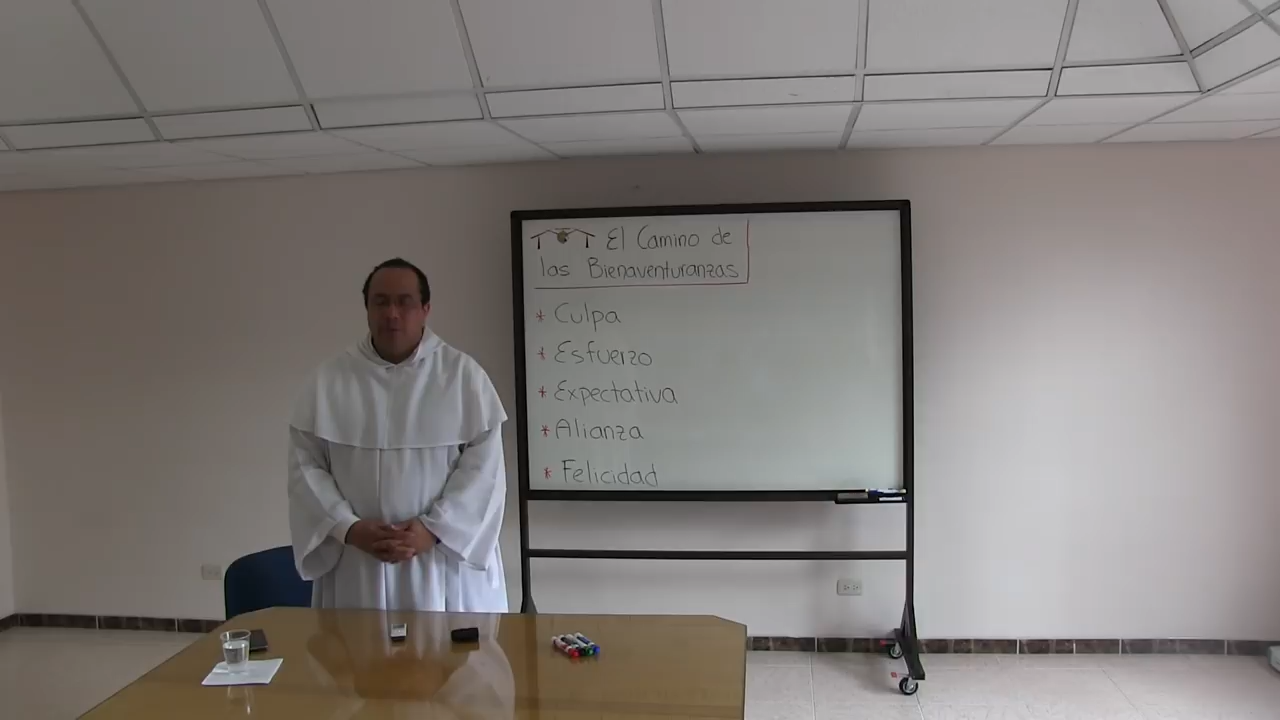 El Camino de
las Bienaventuranzas
* Culpa
* Esfuerzo
* Expectativa
* Alianza
* Felicidad